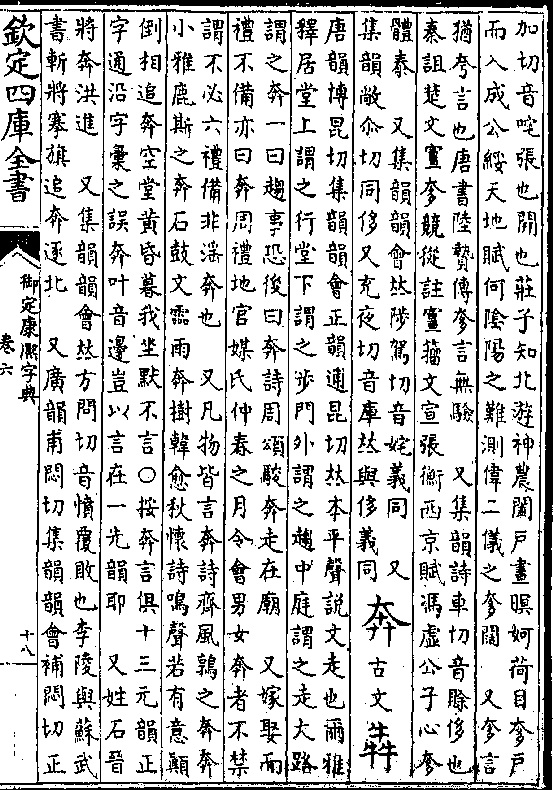 加切音咤張也開也莊子知北遊神農闔戶晝暝妸荷日奓戶
而入成公綏天地賦何陰陽之難測偉二儀之奓闊　又奓言
猶夸言也唐書陸贄傳奓言無驗　又集韻詩車切音賒侈也
秦詛楚文奓競從註籀文宣張衡西京賦馮虛公子心奓
體泰　又集韻韻會𠀤陟駕切音姹義同　又
集韻敞尒切同侈又充夜切音庫𠀤與侈義同
奔　古文　犇
唐韻博昆切集韻韻會正韻逋昆切𠀤本平聲說文走也爾雅
釋居堂上謂之行堂下謂之步門外謂之趨中庭謂之走大路
謂之奔一曰趨事恐後曰奔詩周頌駿奔走在廟　又嫁娶而
禮不備亦曰奔周禮地官媒氏仲春之月令會男女奔者不禁
謂不必六禮備非淫奔也　又凡物皆言奔詩齊風鶉之奔奔
小雅鹿斯之奔石鼓文霝雨奔樹韓愈秋懷詩鳴聲若有意顛
倒相追奔空堂黃昏暮我坐默不言○按奔言俱十三元韻正
字通沿字彙之誤奔叶音邊豈以言在一先韻耶　又姓石晉
將奔洪進　又集韻韻會𠀤方問切音憤覆敗也李陵與蘇武
書斬將搴旗追奔逐北　又廣韻甫悶切集韻韻會補悶切正
欽定四庫全書
御定康熙字典
卷六
十八